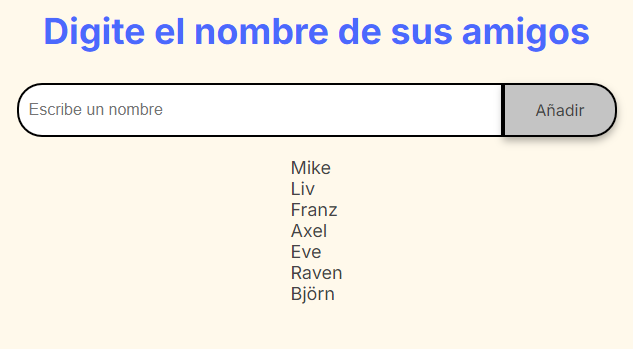 Digite el nombre de sus amigos
Escribe un nombre
Añadir
Mike
Liv
Franz
Axel
Eve
Raven
Björn